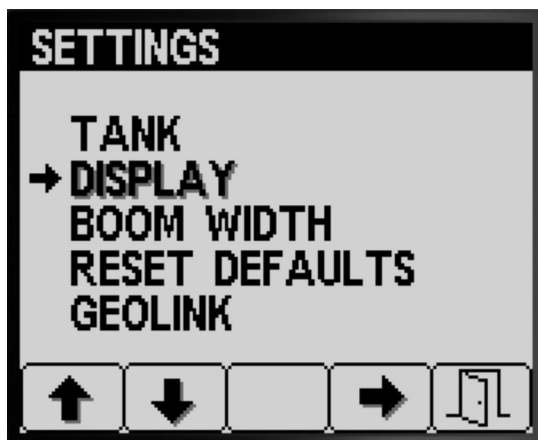 SETTINGS
TANK
DISPLAY
BOOM WIDTH
RESET DEFAULTS
GEOLINK